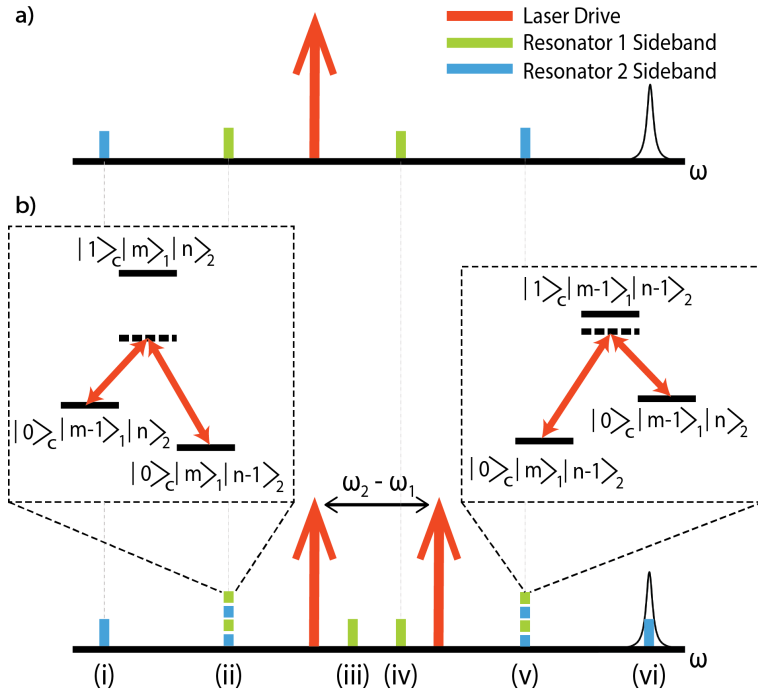 a)
Laser Drive
Resonator 1 Sideband
Resonator 2 Sideband
ω
b)
|1>c|m>1|n>2
|0>c|m-1>1|n>2
|0>c|m>1|n-1>2
|1>c|m-1>1|n-1>2
|0>c|m-1>1|n>2
|0>c|m>1|n-1>2
ω2 - ω1
ω
(i) (ii) (iii) (iv) (v) (vi)